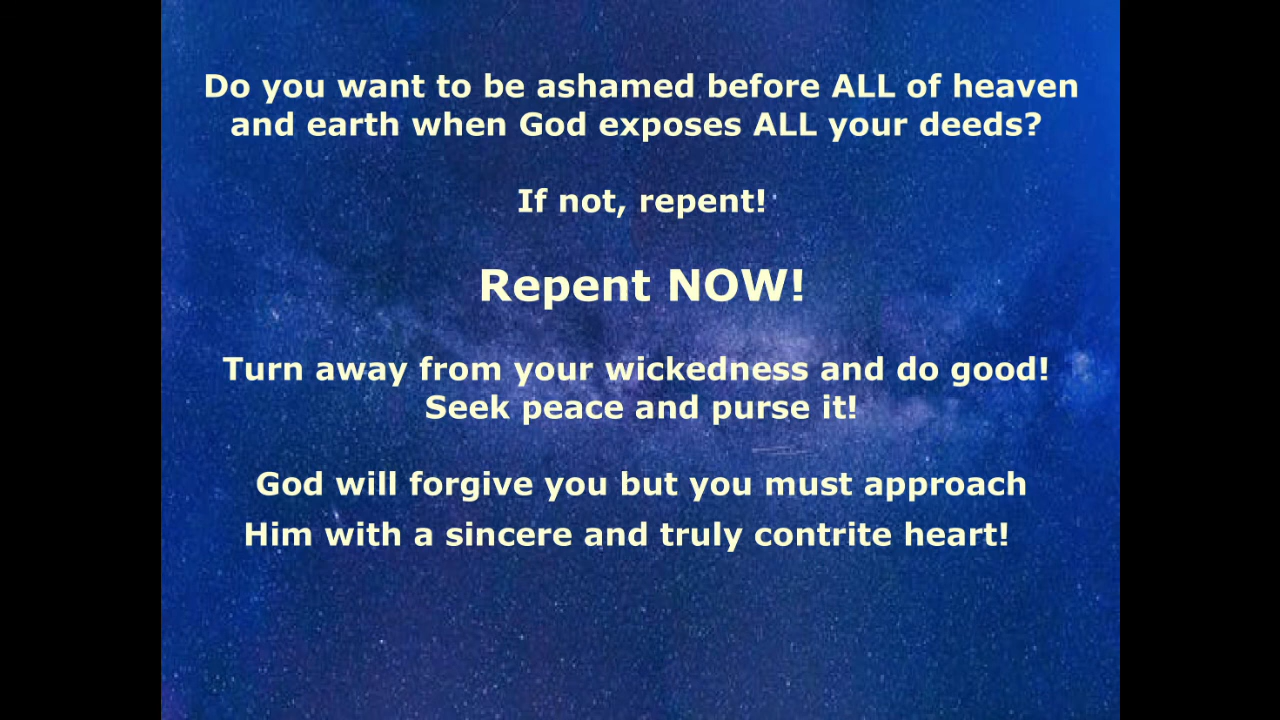 Do you want to be ashamed before ALL of heaven
and earth when God exposes ALL your deeds?
If not, repent!
Repent NOW!
Turn away from your wickedness and do good!
Seek peace and purse it!
God will forgive you but you must approach
Him with a sincere and truly contrite heart!